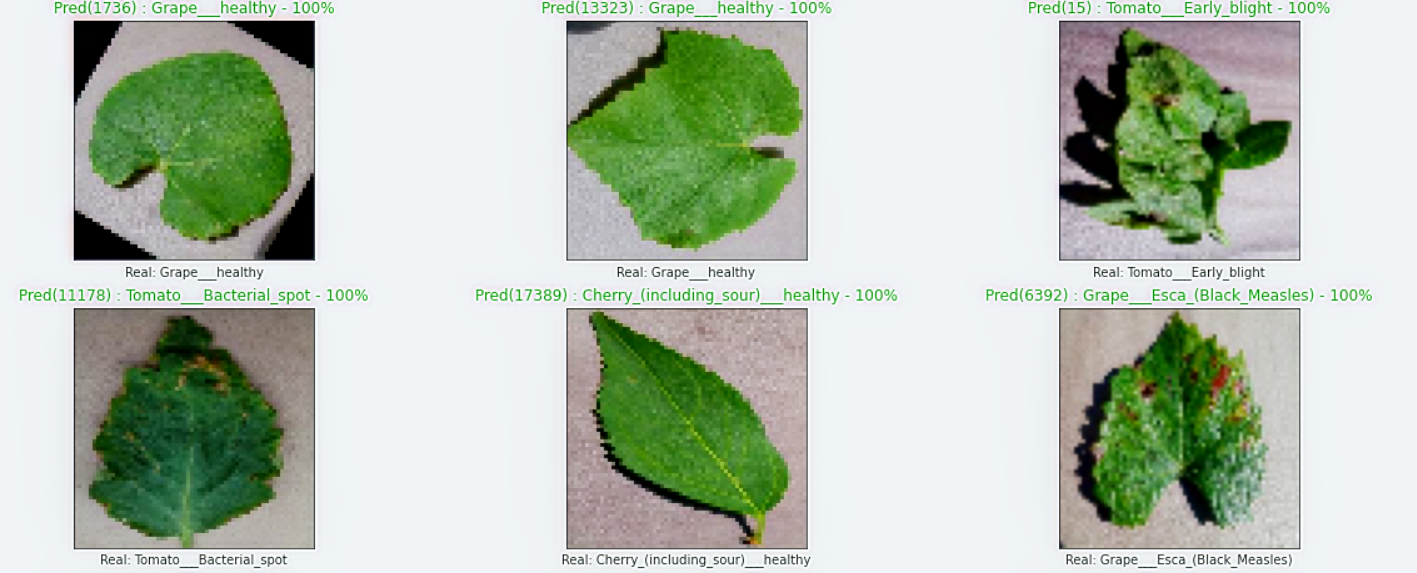 Pred(1736) : Grape___healthy - 100%
Pred(13323) : Grape___healthy - 100%
Pred(15) : Tomato___Early_blight - 100%
Real: Grape___healthy
Real: Grape___healthy
Real: Tomato___Early_blight
Pred(11178) : Tomato___Bacterial_spot - 100%
Pred(17389) : Cherry_(including_sour)___healthy - 100%
Pred(6392) : Grape___Esca_(Black_Measles) - 100%
Real: Tomato___Bacterial_spot
Real: Cherry_(including_sour)___healthy
Real: Grape___Esca_(Black_Measles)